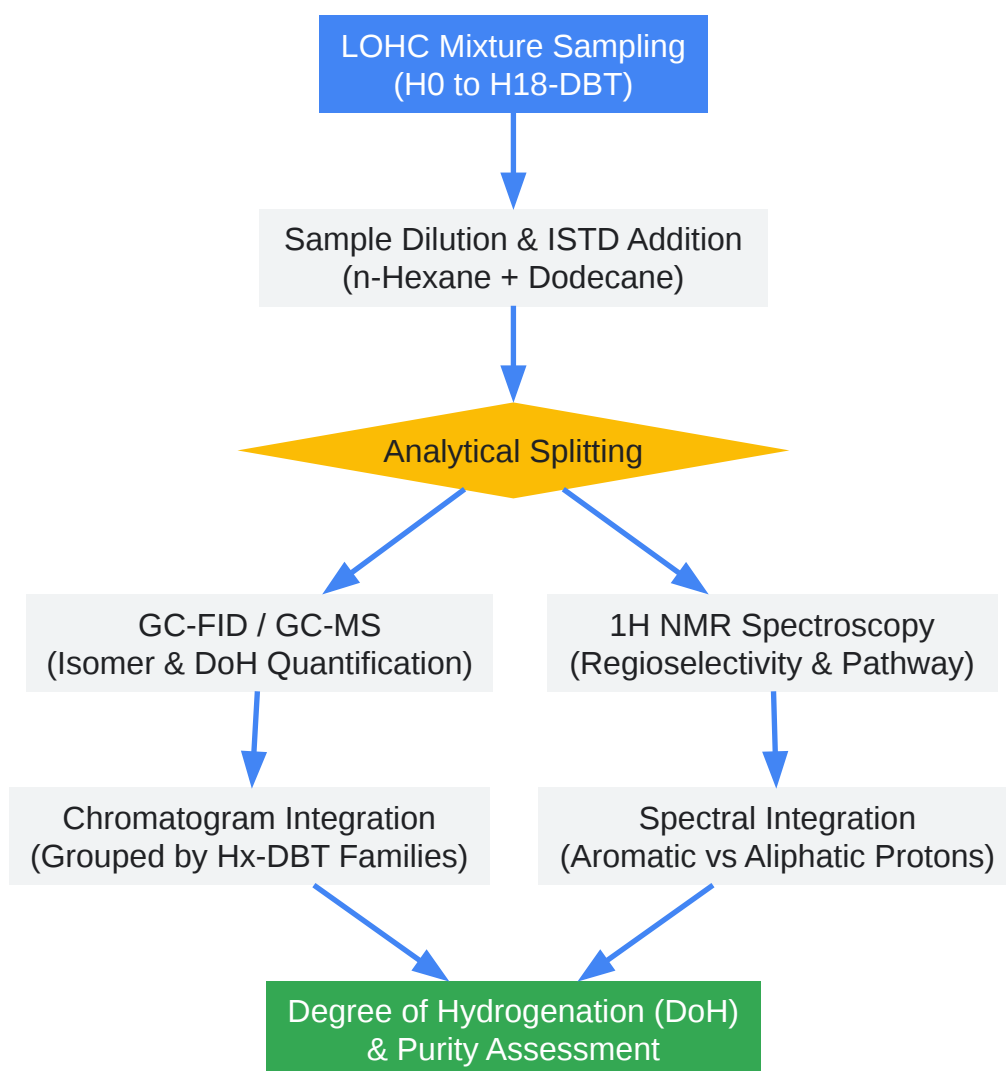 LOHC Mixture Sampling
(H0 to H18-DBT)
Sample Dilution & ISTD Addition
(n-Hexane + Dodecane)
Analytical Splitting
GC-FID / GC-MS
(Isomer & DoH Quantification)
1H NMR Spectroscopy
(Regioselectivity & Pathway)
Chromatogram Integration
(Grouped by Hx-DBT Families)
Spectral Integration
(Aromatic vs Aliphatic Protons)
Degree of Hydrogenation (DoH)
& Purity Assessment